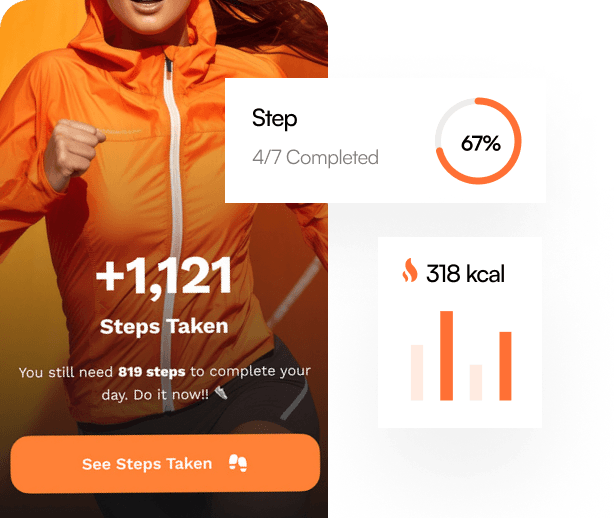 Step
4/7 Completed
67%
318 kcal
+1,121
Steps Taken
You still need 819 steps to complete your
day. Do it now!!
See Steps Taken